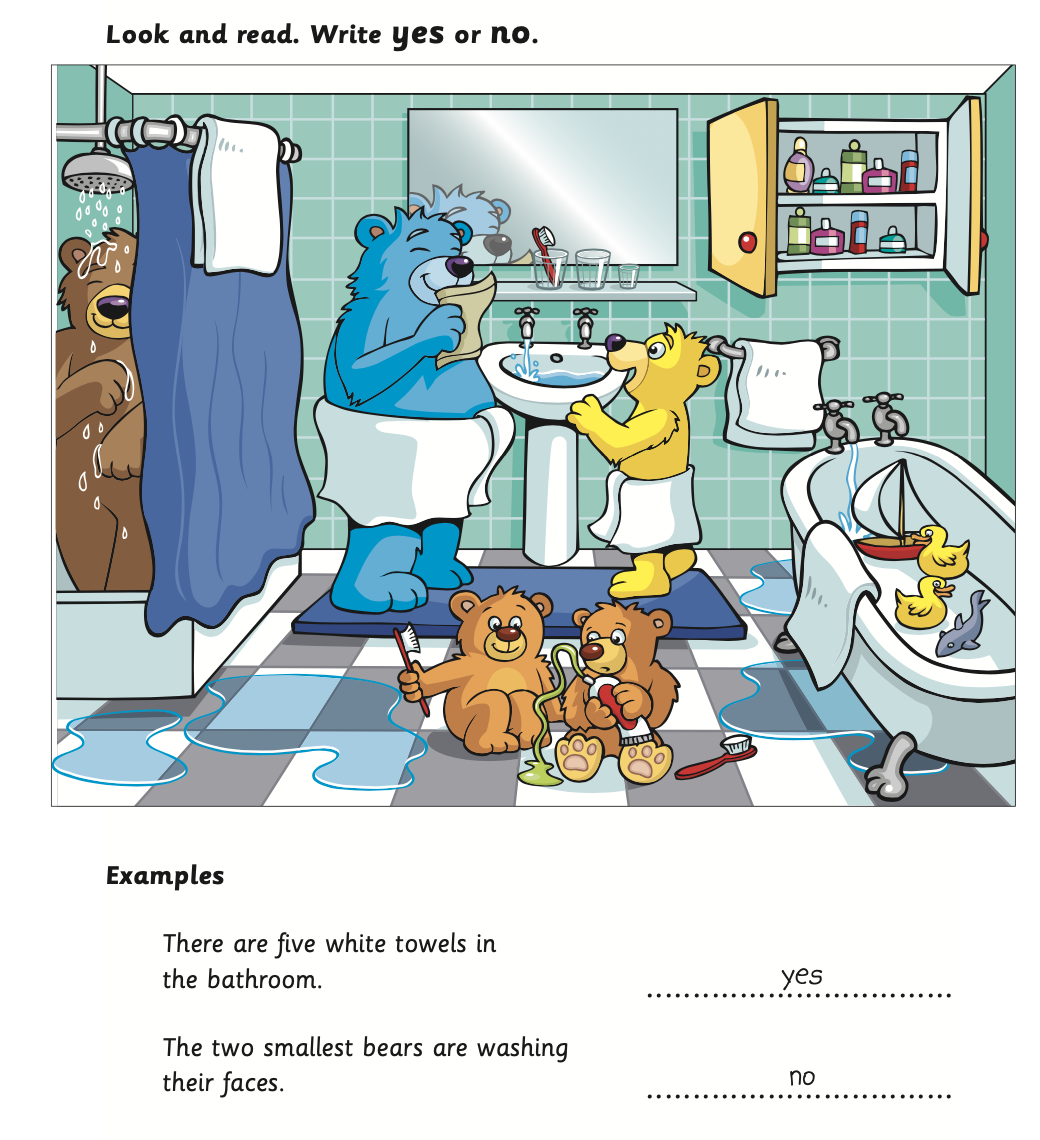 Look and read. Write yes or no.
Examples
There are five white towels in
the bathroom.
yes
The two smallest bears are washing
their faces.
no